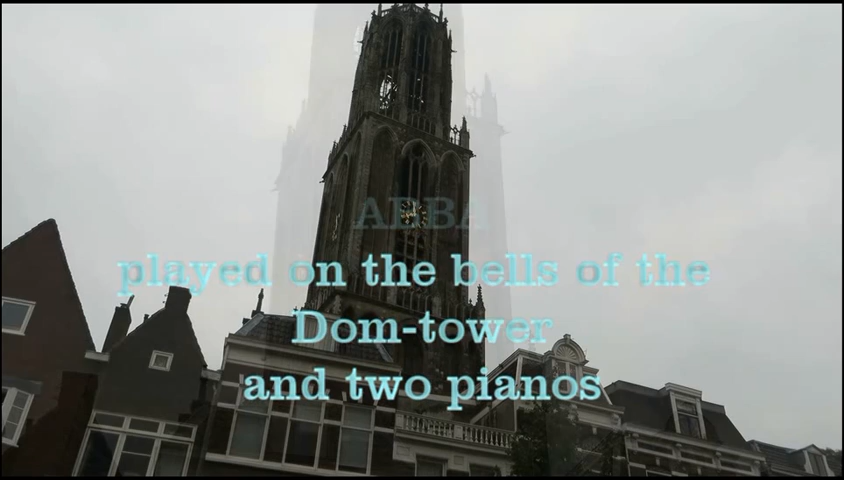 ABBA
played on the bells of the
Dom-tower
and two pianos